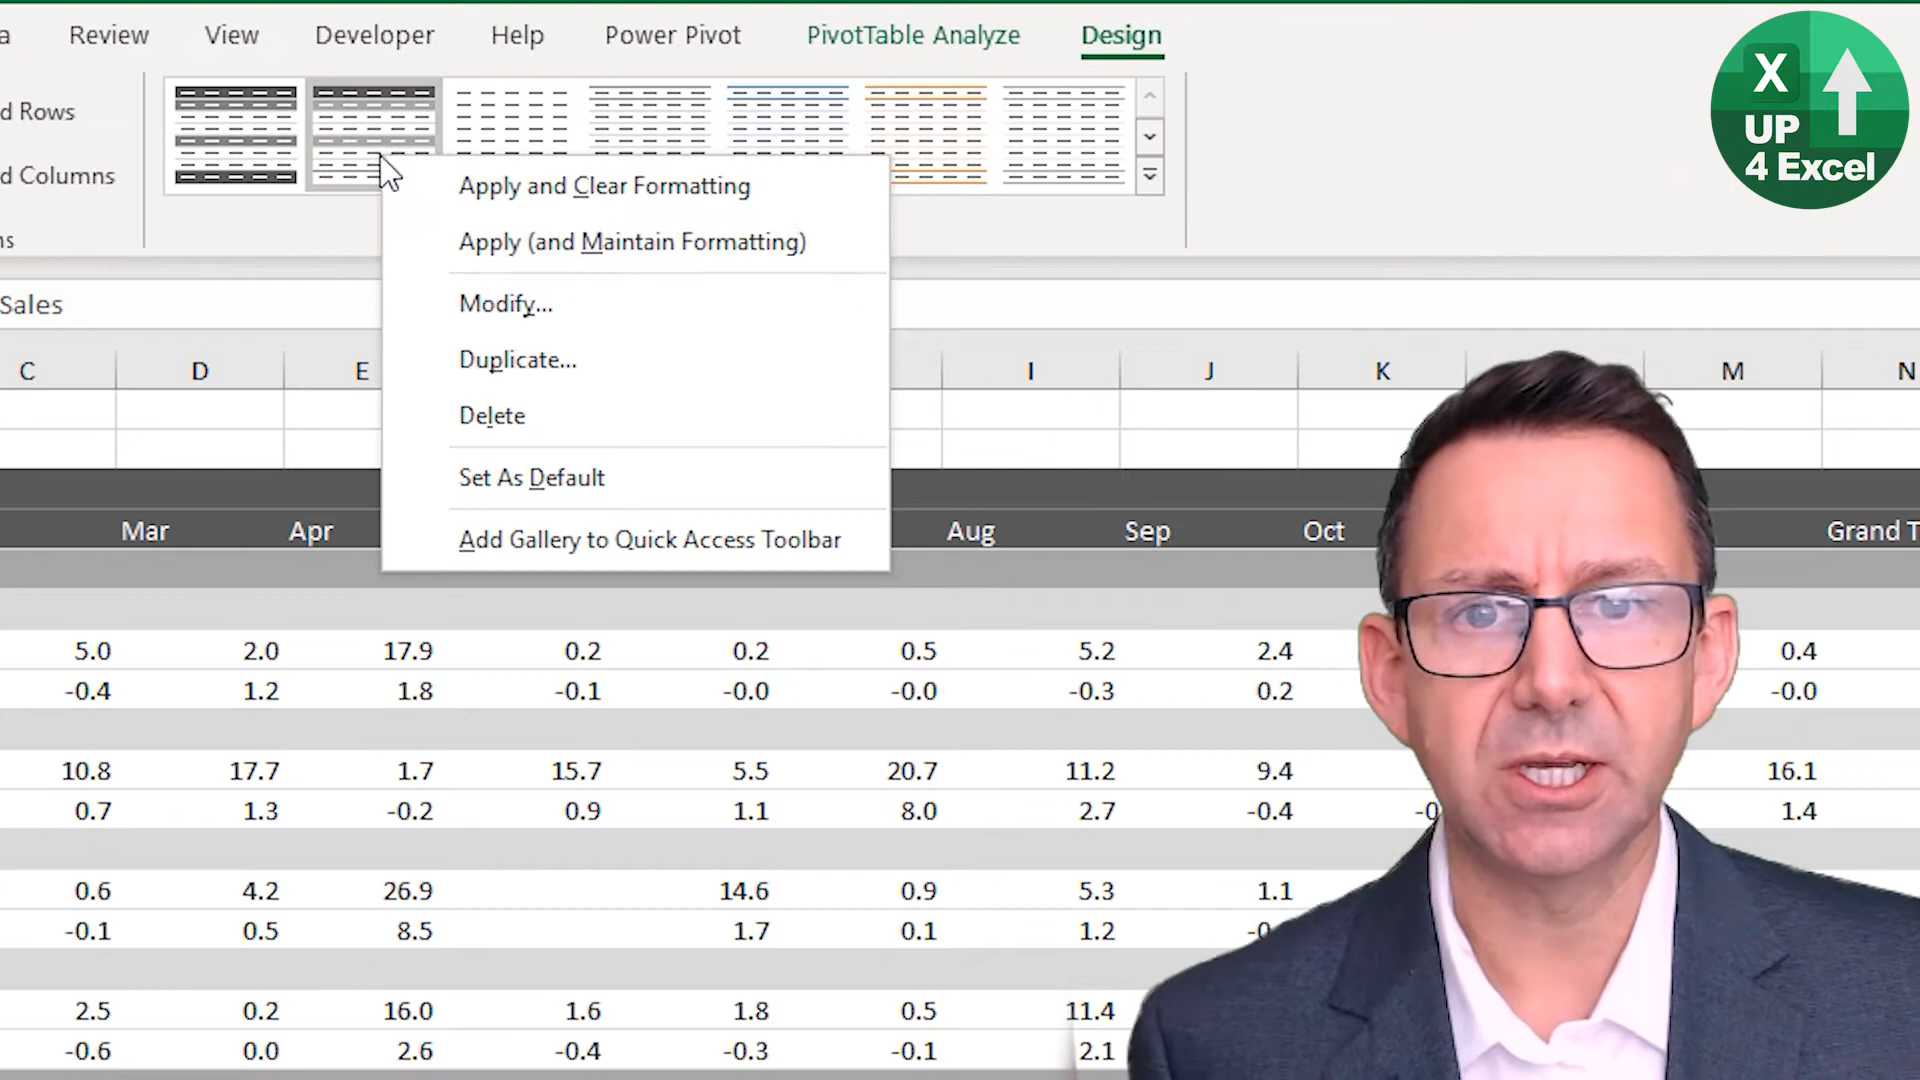 a Review View Developer Help Power Pivot PivotTable Analyze Design
X
UP
4 Excel
d Rows
d Columns
ns
Apply and Clear Formatting
Apply (and Maintain Formatting)
Modify...
Duplicate...
Delete
Set As Default
Add Gallery to Quick Access Toolbar
Sales
C D E I J K M N
Mar Apr Aug Sep Oct Grand T
5.0 2.0 17.9 0.2 0.2 0.5 5.2 2.4 0.4
-0.4 1.2 1.8 -0.1 -0.0 -0.0 -0.3 0.2 -0.0
10.8 17.7 1.7 15.7 5.5 20.7 11.2 9.4 16.1
0.7 1.3 -0.2 0.9 1.1 8.0 2.7 -0.4 -0 1.4
0.6 4.2 26.9 14.6 0.9 5.3 1.1
-0.1 0.5 8.5 1.7 0.1 1.2 -0.
2.5 0.2 16.0 1.6 1.8 0.5 11.4
-0.6 0.0 2.6 -0.4 -0.3 -0.1 2.1